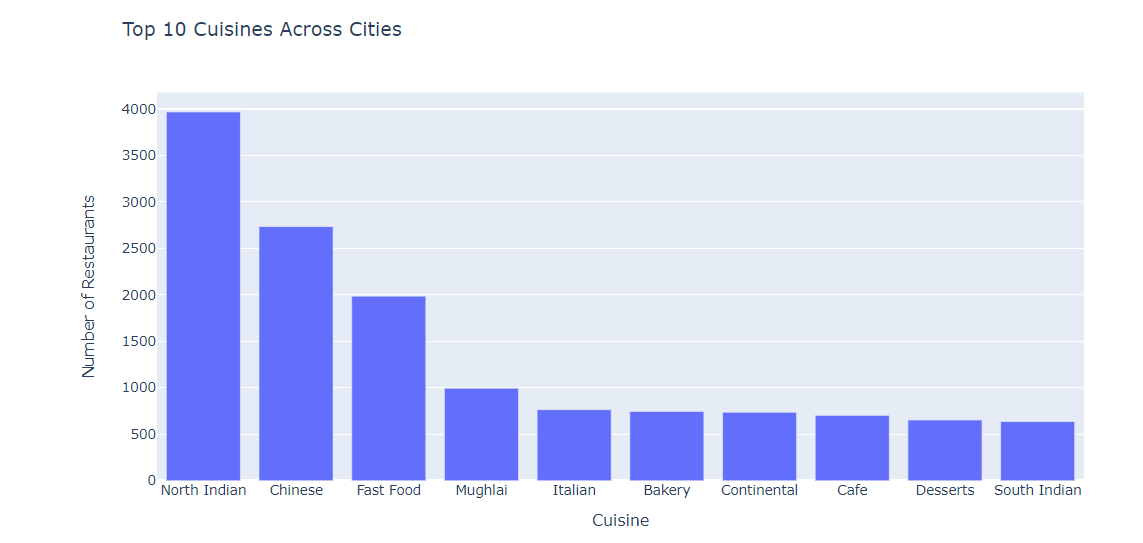 Top 10 Cuisines Across Cities
Number of Restaurants
4000
3500
3000
2500
2000
1500
1000
500
0
North Indian Chinese Fast Food Mughlai Italian Bakery Continental Cafe Desserts South Indian
Cuisine